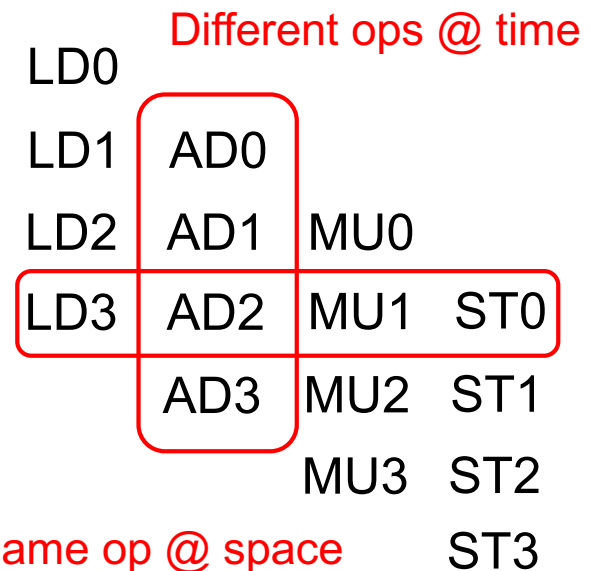 Different ops @ time
LD0
LD1 AD0
LD2 AD1 MU0
LD3 AD2 MU1 ST0
AD3 MU2 ST1
MU3 ST2
ame op @ space ST3